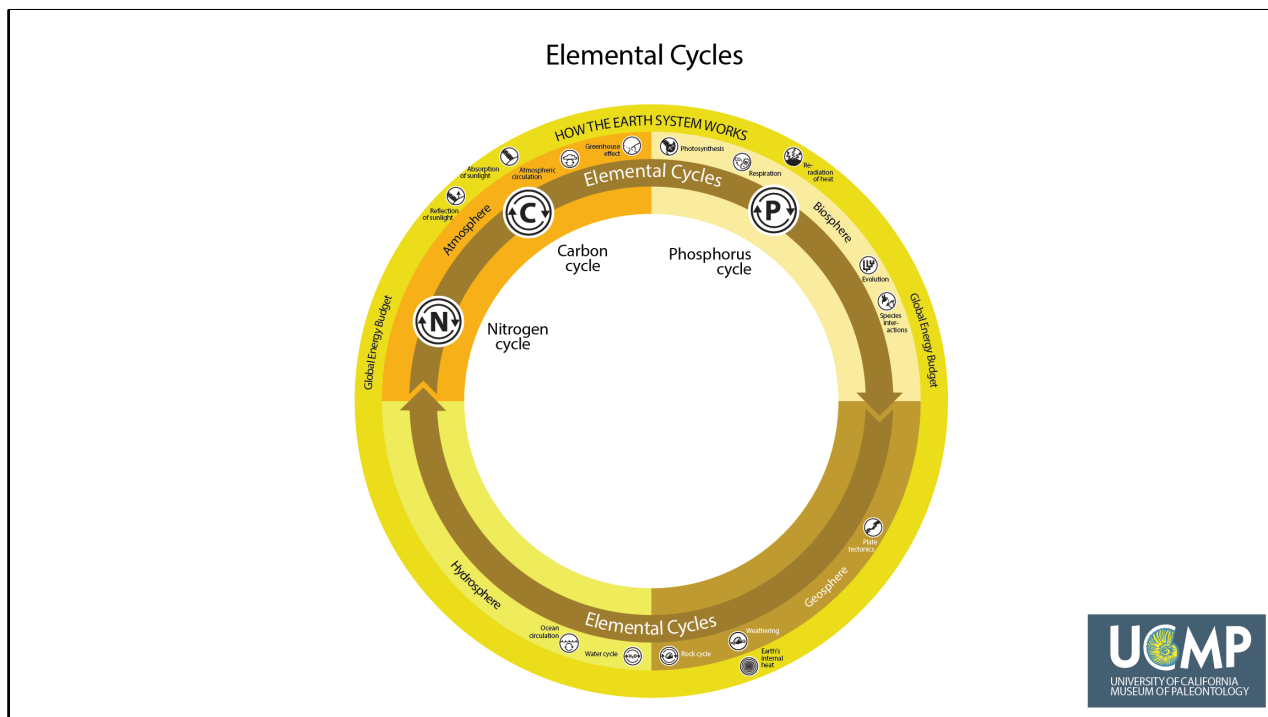 Elemental Cycles
HOW THE EARTH SYSTEM WORKS
Greenhouse
effect
Photosynthesis
Absorption
of sunlight
Atmospheric
circulation
Elemental Cycles
Respiration
Re-
radiation
of heat
Reflection
of sunlight
Atmosphere
C
P
Biosphere
Carbon
cycle
Phosphorus
cycle
Evolution
Global Energy Budget
N
Nitrogen
cycle
Species
inter-
actions
Global Energy Budget
Plate
tectonics
Hydrosphere
Geosphere
Elemental Cycles
Ocean
circulation
Weathering
Water cycle
H₂O
Rock cycle
Earth's
internal
heat
UCMP
UNIVERSITY OF CALIFORNIA
MUSEUM OF PALEONTOLOGY